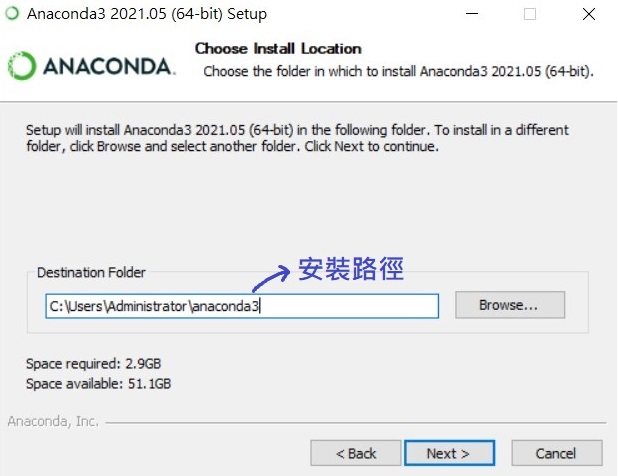 Anaconda3 2021.05 (64-bit) Setup
Choose Install Location
ANACONDA.
Choose the folder in which to install Anaconda3 2021.05 (64-bit).
Setup will install Anaconda3 2021.05 (64-bit) in the following folder. To install in a different
folder, click Browse and select another folder. Click Next to continue.
安裝路徑
Destination Folder
C:\Users\Administrator\anaconda3
Browse...
Space required: 2.9GB
Space available: 51.1GB
Anaconda, Inc.
< Back
Next >
Cancel